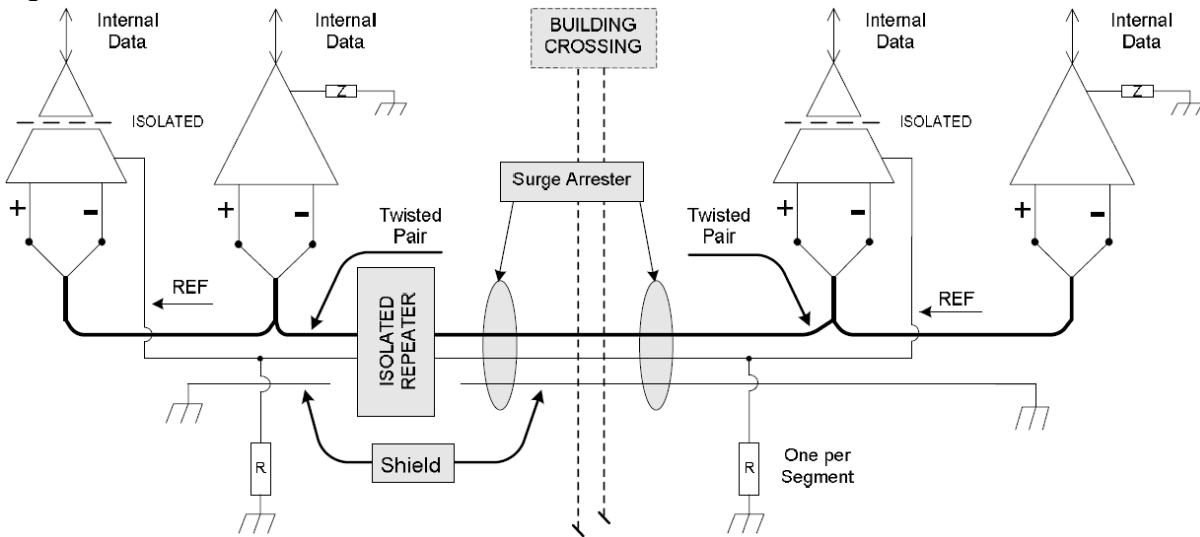 Internal
Data
Internal
Data
BUILDING
CROSSING
Internal
Data
Internal
Data
Z
Z
ISOLATED
ISOLATED
Surge Arrester
+
-
+
-
+
-
+
-
Twisted
Pair
Twisted
Pair
REF
REF
ISOLATED
REPEATER
Shield
R
R
One per
Segment